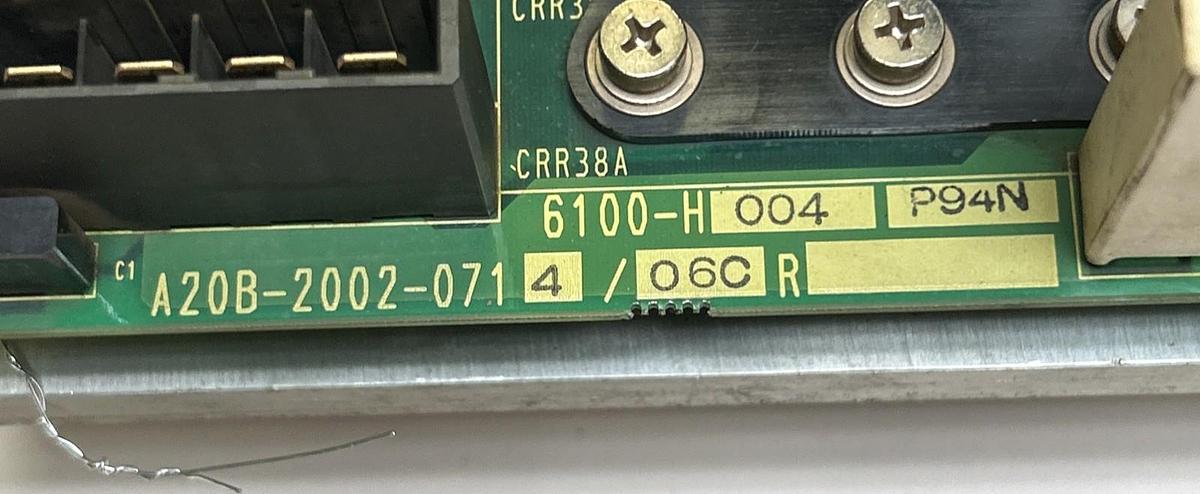 CRR3
CRR38A
6100-H 004 P94N
C1
A20B-2002-071 4 / 06C R